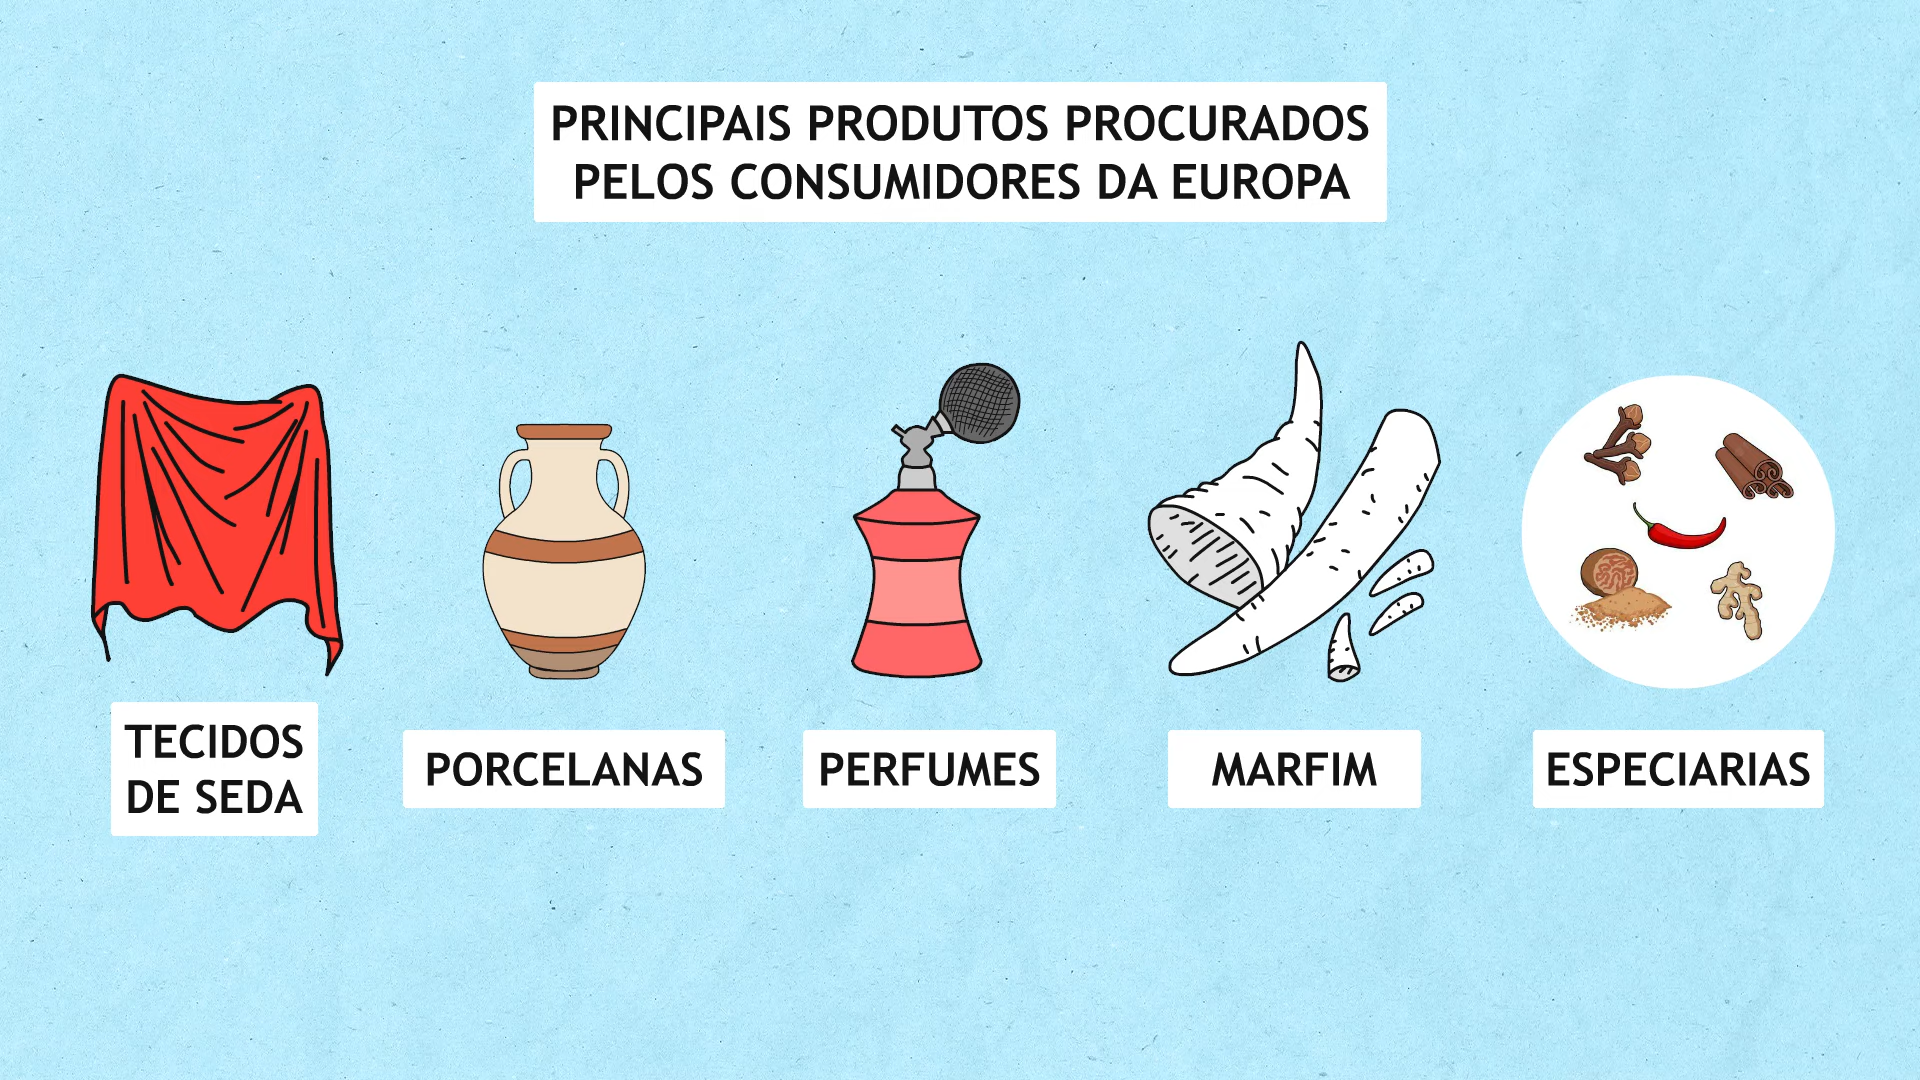 PRINCIPAIS PRODUTOS PROCURADOS
PELOS CONSUMIDORES DA EUROPA
TECIDOS
DE SEDA
PORCELANAS
PERFUMES
MARFIM
ESPECIARIAS